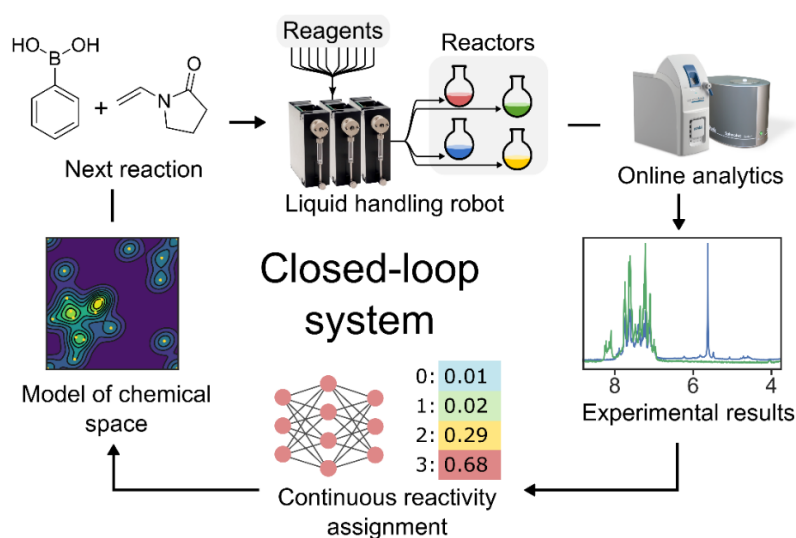 HO
OH
B
+
N
O
Next reaction
Reagents
Liquid handling robot
Reactors
Online analytics
Closed-loop
system
Model of chemical
space
0: 0.01
1: 0.02
2: 0.29
3: 0.68
Continuous reactivity
assignment
8
6
4
Experimental results